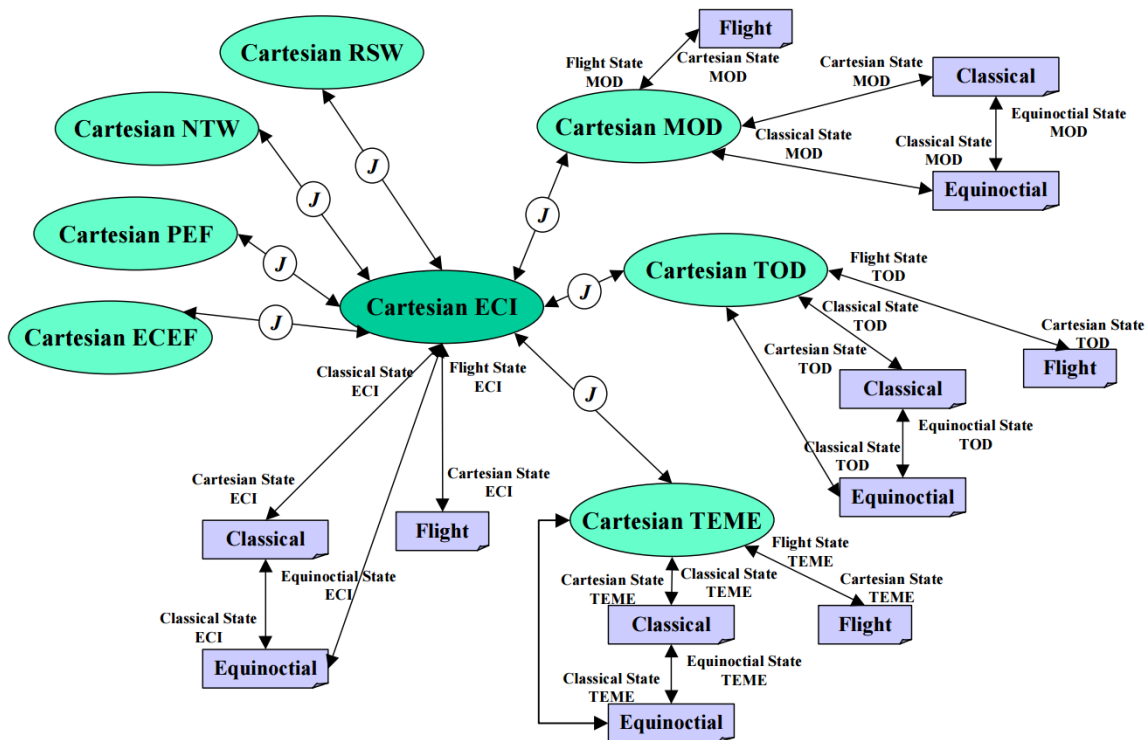 Cartesian RSW
Cartesian NTW
Cartesian PEF
Cartesian ECEF
Cartesian ECI
J
J
J
J
J
J
J
Flight
Flight State
MOD
Cartesian State
MOD
Cartesian MOD
Cartesian State
MOD
Classical
Equinoctial State
MOD
Classical State
MOD
Classical State
MOD
Equinoctial
Cartesian TOD
Flight State
TOD
Cartesian State
TOD
Flight
Classical State
TOD
Cartesian State
TOD
Classical
Equinoctial State
TOD
Classical State
TOD
Equinoctial
Classical State
ECI
Flight State
ECI
Cartesian State
ECI
Cartesian State
ECI
Classical
Flight
Equinoctial State
ECI
Classical State
ECI
Equinoctial
Cartesian TEME
Flight State
TEME
Cartesian State
TEME
Flight
Cartesian State
TEME
Classical State
TEME
Classical
Equinoctial State
TEME
Classical State
TEME
Equinoctial